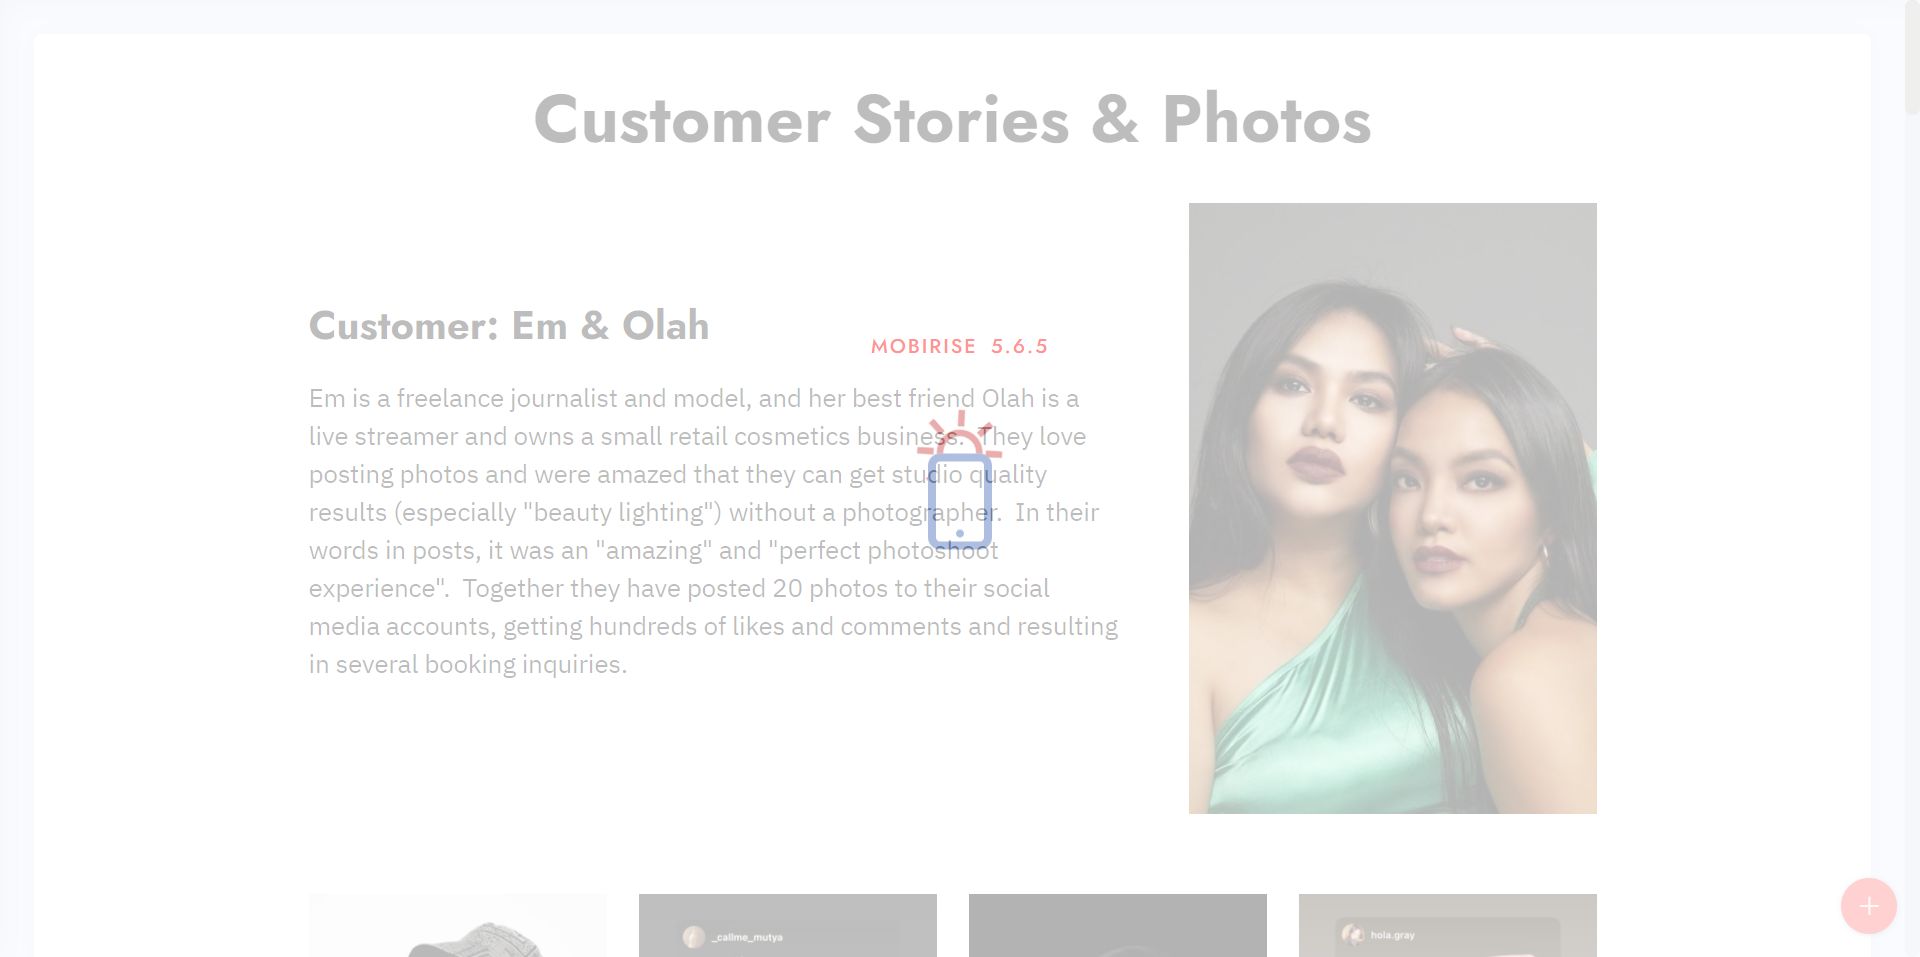 Customer Stories & Photos
Customer: Em & Olah
MOBIRISE 5.6.5
Em is a freelance journalist and model, and her best friend Olah is a
live streamer and owns a small retail cosmetics business.  They love
posting photos and were amazed that they can get studio quality
results (especially "beauty lighting") without a photographer.  In their
words in posts, it was an "amazing" and "perfect photoshoot
experience".  Together they have posted 20 photos to their social
media accounts, getting hundreds of likes and comments and resulting
in several booking inquiries.
_callme_mutya
hola.gray